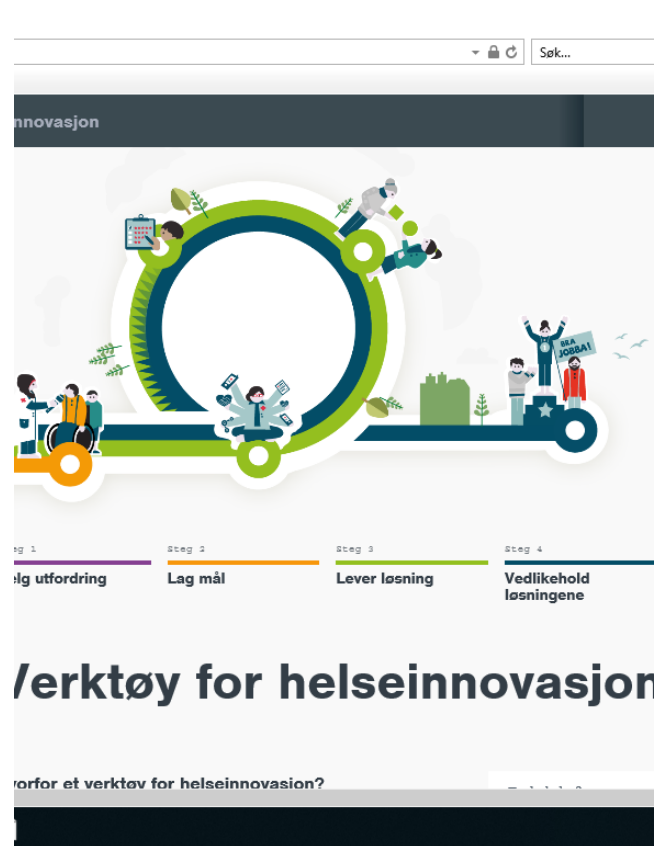 Søk...
nnovasjon
BRA
JOBBA!
eg 1
Steg 2
Steg 3
Steg 4
elg utfordring
Lag mål
Lever løsning
Vedlikehold
løsningene
Verktøy for helseinnovasjon
vorfor et verktøy for helseinnovasjon?